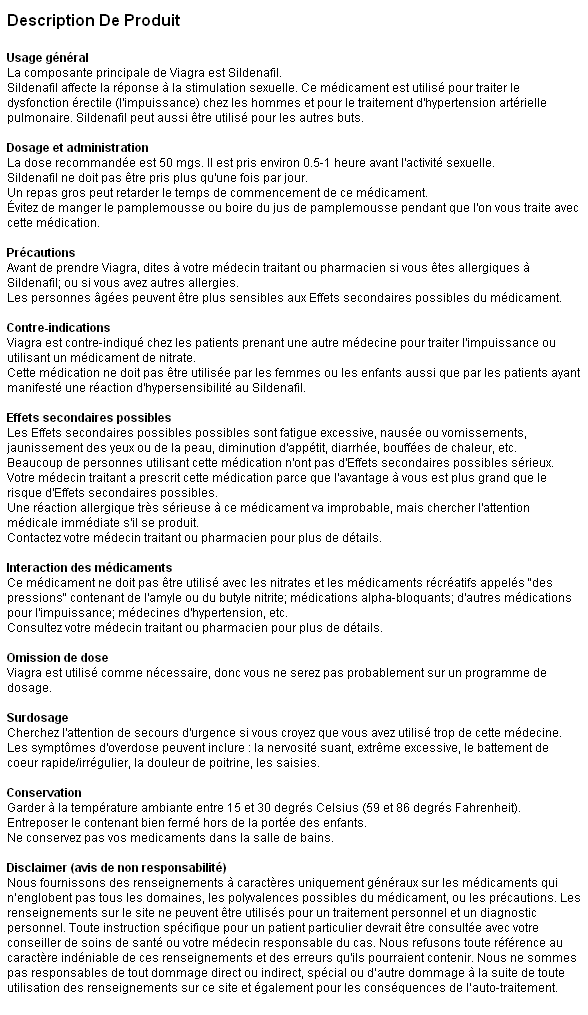 Description De Produit
Usage général
La composante principale de Viagra est Sildenafil.
Sildenafil affecte la réponse à la stimulation sexuelle. Ce médicament est utilisé pour traiter le
dysfonction érectile (l'impuissance) chez les hommes et pour le traitement d'hypertension artérielle
pulmonaire. Sildenafil peut aussi être utilisé pour les autres buts.
Dosage et administration
La dose recommandée est 50 mgs. Il est pris environ 0.5-1 heure avant l'activité sexuelle.
Sildenafil ne doit pas être pris plus qu'une fois par jour.
Un repas gros peut retarder le temps de commencement de ce médicament.
Évitez de manger le pamplemousse ou boire du jus de pamplemousse pendant que l'on vous traite avec
cette médication.
Précautions
Avant de prendre Viagra, dites à votre médecin traitant ou pharmacien si vous êtes allergiques à
Sildenafil; ou si vous avez autres allergies.
Les personnes âgées peuvent être plus sensibles aux Effets secondaires possibles du médicament.
Contre-indications
Viagra est contre-indiqué chez les patients prenant une autre médecine pour traiter l'impuissance ou
utilisant un médicament de nitrate.
Cette médication ne doit pas être utilisée par les femmes ou les enfants aussi que par les patients ayant
manifesté une réaction d'hypersensibilité au Sildenafil.
Effets secondaires possibles
Les Effets secondaires possibles possibles sont fatigue excessive, nausée ou vomissements,
jaunissement des yeux ou de la peau, diminution d'appétit, diarrhée, bouffées de chaleur, etc.
Beaucoup de personnes utilisant cette médication n'ont pas d'Effets secondaires possibles sérieux.
Votre médecin traitant a prescrit cette médication parce que l'avantage à vous est plus grand que le
risque d'Effets secondaires possibles.
Une réaction allergique très sérieuse à ce médicament va improbable, mais chercher l'attention
médicale immédiate s'il se produit.
Contactez votre médecin traitant ou pharmacien pour plus de détails.
Interaction des médicaments
Ce médicament ne doit pas être utilisé avec les nitrates et les médicaments récréatifs appelés "des
pressions" contenant de l'amyle ou du butyle nitrite; médications alpha-bloquants; d'autres médications
pour l'impuissance; médecines d'hypertension, etc.
Consultez votre médecin traitant ou pharmacien pour plus de détails.
Omission de dose
Viagra est utilisé comme nécessaire, donc vous ne serez pas probablement sur un programme de
dosage.
Surdosage
Cherchez l'attention de secours d'urgence si vous croyez que vous avez utilisé trop de cette médecine.
Les symptômes d'overdose peuvent inclure : la nervosité suant, extrême excessive, le battement de
coeur rapide/irrégulier, la douleur de poitrine, les saisies.
Conservation
Garder à la température ambiante entre 15 et 30 degrés Celsius (59 et 86 degrés Fahrenheit).
Entreposer le contenant bien fermé hors de la portée des enfants.
Ne conservez pas vos medicaments dans la salle de bains.
Disclaimer (avis de non responsabilité)
Nous fournissons des renseignements à caractères uniquement généraux sur les médicaments qui
n'englobent pas tous les domaines, les polyvalences possibles du médicament, ou les précautions. Les
renseignements sur le site ne peuvent être utilisés pour un traitement personnel et un diagnostic
personnel. Toute instruction spécifique pour un patient particulier devrait être consultée avec votre
conseiller de soins de santé ou votre médecin responsable du cas. Nous refusons toute référence au
caractère indéniable de ces renseignements et des erreurs qu'ils pourraient contenir. Nous ne sommes
pas responsables de tout dommage direct ou indirect, spécial ou d'autre dommage à la suite de toute
utilisation des renseignements sur ce site et également pour les conséquences de l'auto-traitement.